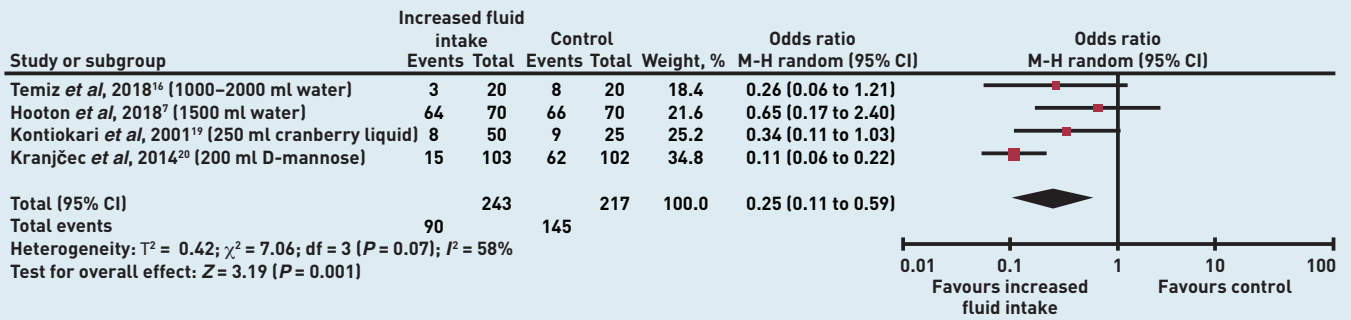 Increased fluid
intake Control Odds ratio Odds ratio
Study or subgroup Events Total Events Total Weight, % M-H random (95% CI) M-H random (95% CI)
Temiz et al, 2018¹⁶ (1000–2000 ml water) 3 20 8 20 18.4 0.26 (0.06 to 1.21)
Hooton et al, 2018⁷ (1500 ml water) 64 70 66 70 21.6 0.65 (0.17 to 2.40)
Kontiokari et al, 2001¹⁹ (250 ml cranberry liquid) 8 50 9 25 25.2 0.34 (0.11 to 1.03)
Kranjčec et al, 2014²⁰ (200 ml D-mannose) 15 103 62 102 34.8 0.11 (0.06 to 0.22)
Total (95% CI) 243 217 100.0 0.25 (0.11 to 0.59)
Total events 90 145
Heterogeneity: T² = 0.42; χ² = 7.06; df = 3 (P = 0.07); I² = 58%
Test for overall effect: Z = 3.19 (P = 0.001)
0.01 0.1 1 10 100
Favours increased Favours control
fluid intake